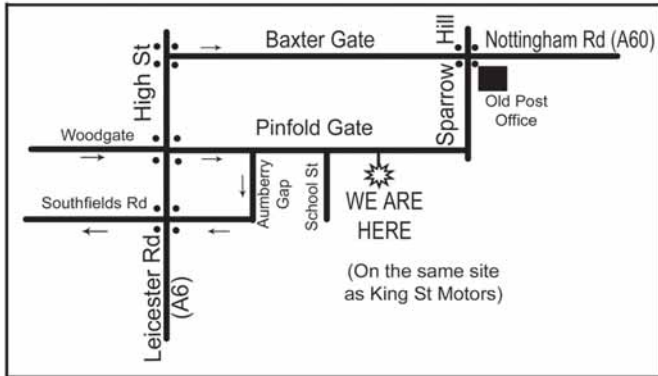 Baxter Gate
Sparrow Hill
Nottingham Rd (A60)
High St
Old Post
Office
Woodgate
Pinfold Gate
Southfields Rd
Aumberry
Gap
School St
WE ARE
HERE
Leicester Rd
(A6)
(On the same site
as King St Motors)